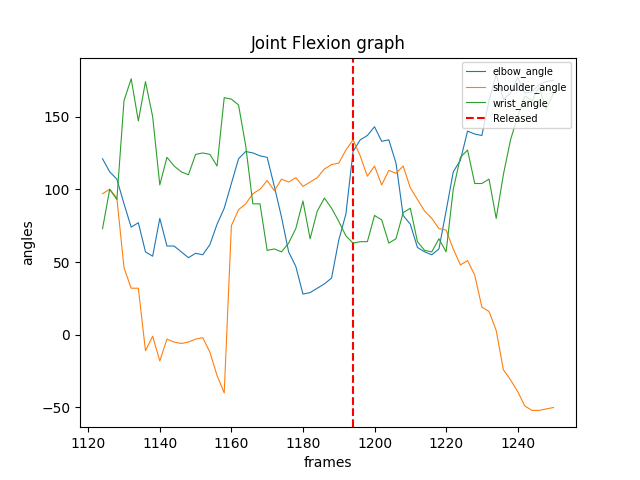 Joint Flexion graph
elbow_angle
shoulder_angle
wrist_angle
Released
angles
150
100
50
0
−50
1120 1140 1160 1180 1200 1220 1240
frames